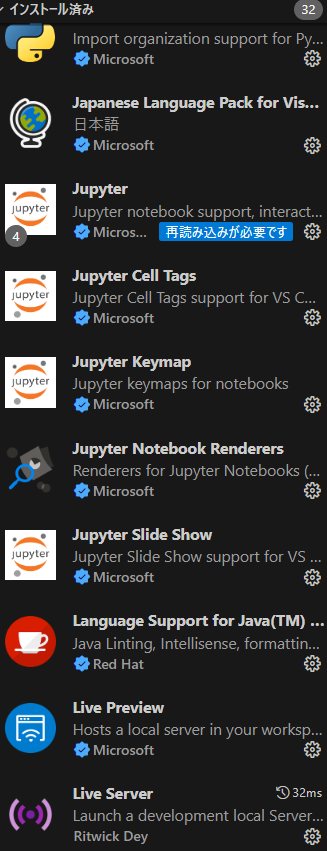 インストール済み 32
Import organization support for Py...
Microsoft
Japanese Language Pack for Vis...
日本語
Microsoft
jupyter
4
Jupyter
Jupyter notebook support, interact...
Micros... 再読み込みが必要です
jupyter
Jupyter Cell Tags
Jupyter Cell Tags support for VS C...
Microsoft
jupyter
Jupyter Keymap
Jupyter keymaps for notebooks
Microsoft
Jupyter Notebook Renderers
Renderers for Jupyter Notebooks (...
Microsoft
jupyter
Jupyter Slide Show
Jupyter Slide Show support for VS ...
Microsoft
Language Support for Java(TM) ...
Java Linting, Intellisense, formattin...
Red Hat
Live Preview
Hosts a local server in your worksp...
Microsoft
Live Server 32ms
Launch a development local Server...
Ritwick Dey